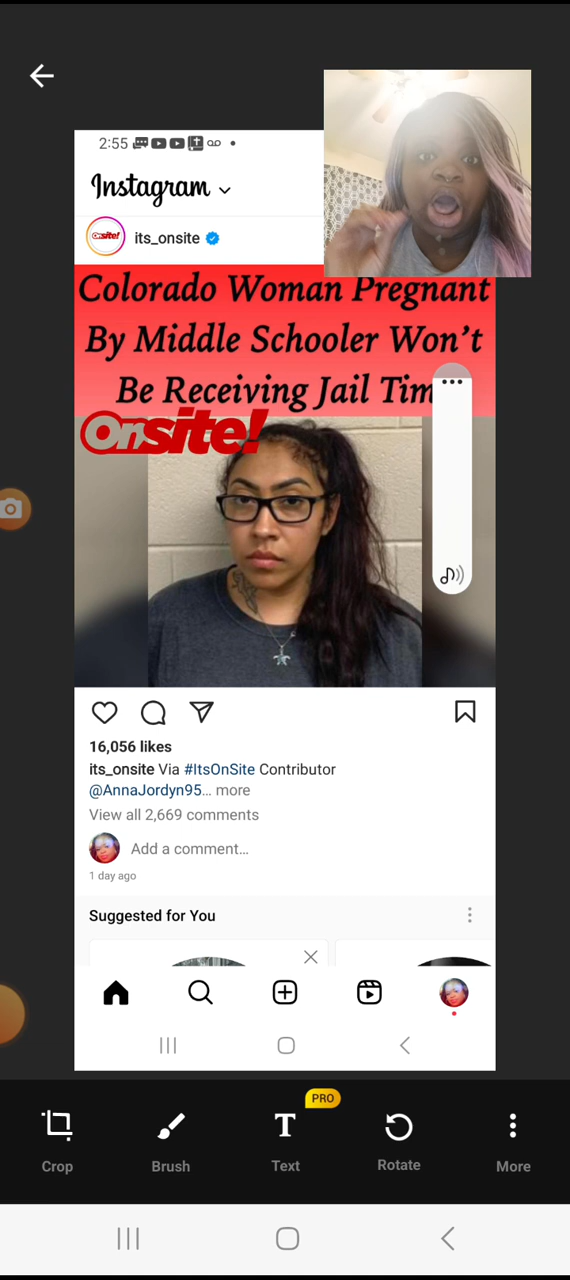 2:55
Instagram
onsite!
its_onsite
Colorado Woman Pregnant
By Middle Schooler Won't
Be Receiving Jail Tim
Onsite!
16,056 likes
its_onsite Via #ItsOnSite Contributor
@AnnaJordyn95... more
View all 2,669 comments
Add a comment...
1 day ago
Suggested for You
PRO
T
Crop
Brush
Text
Rotate
More